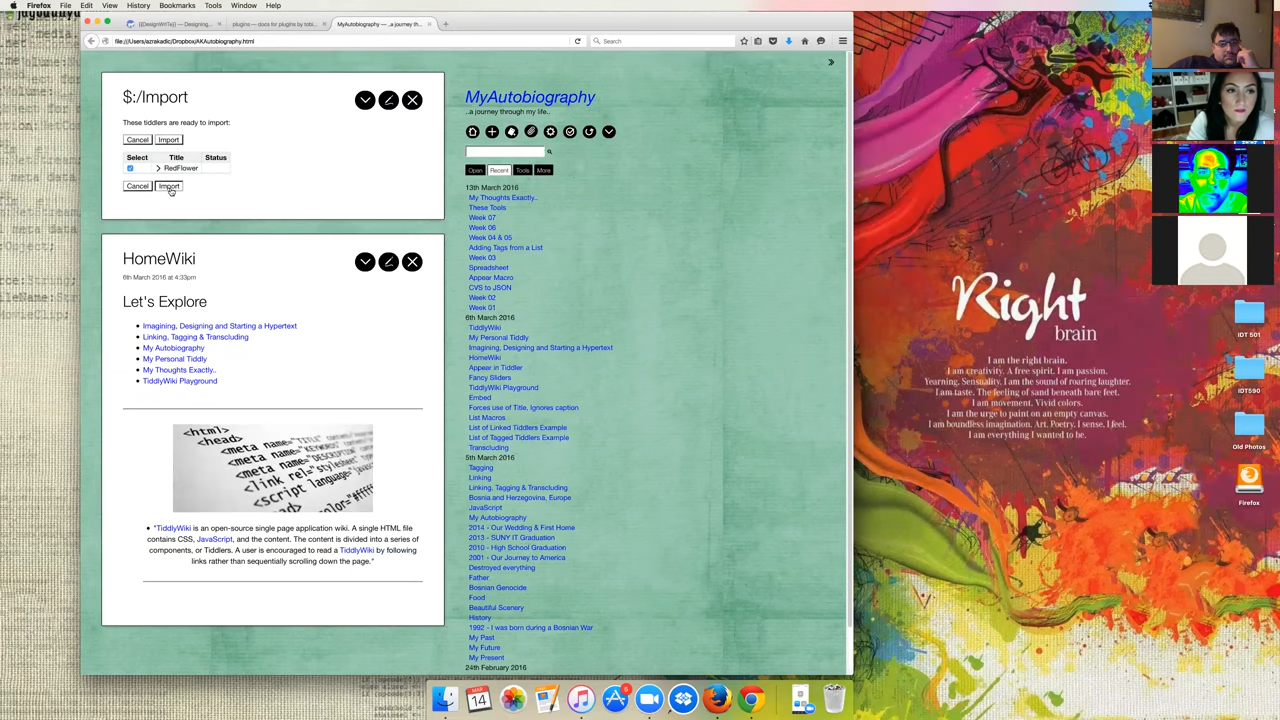 Firefox File Edit View History Bookmarks Tools Window Help
{{DesignWriTe}} — Designing...
plugins — docs for plugins by tobi...
MyAutobiography — ..a journey th...
file:///Users/azrakadic/Dropbox/AKAutobiography.html
Search
$:/Import
These tiddlers are ready to import:
Cancel Import
Select Title Status
RedFlower
Cancel Import
HomeWiki
6th March 2016 at 4:33pm
Let's Explore
Imagining, Designing and Starting a Hypertext
Linking, Tagging & Transcluding
My Autobiography
My Personal Tiddly
My Thoughts Exactly..
TiddlyWiki Playground
<html>
<head>
"TiddlyWiki is an open-source single page application wiki. A single HTML file
contains CSS, JavaScript, and the content. The content is divided into a series of
components, or Tiddlers. A user is encouraged to read a TiddlyWiki by following
links rather than sequentially scrolling down the page."
MyAutobiography
..a journey through my life..
Open Recent Tools More
13th March 2016
My Thoughts Exactly..
These Tools
Week 07
Week 06
Week 04 & 05
Adding Tags from a List
Week 03
Spreadsheet
Appear Macro
CVS to JSON
Week 02
Week 01
6th March 2016
TiddlyWiki
My Personal Tiddly
Imagining, Designing and Starting a Hypertext
HomeWiki
Appear in Tiddler
Fancy Sliders
TiddlyWiki Playground
Embed
Forces use of Title, Ignores caption
List Macros
List of Linked Tiddlers Example
List of Tagged Tiddlers Example
Transcluding
5th March 2016
Tagging
Linking
Linking, Tagging & Transcluding
Bosnia and Herzegovina, Europe
JavaScript
My Autobiography
2014 - Our Wedding & First Home
2013 - SUNY IT Graduation
2010 - High School Graduation
2001 - Our Journey to America
Destroyed everything
Father
Bosnian Genocide
Food
Beautiful Scenery
History
1992 - I was born during a Bosnian War
My Past
My Future
My Present
24th February 2016
Right
brain
I am the right brain.
I am creativity. A free spirit. I am passion.
Yearning. Sensuality. I am the sound of roaring laughter.
I am taste. The feeling of sand beneath bare feet.
I am movement. Vivid colors.
I am the urge to paint on an empty canvas.
I am boundless imagination. Art. Poetry. I sense. I feel.
I am everything I wanted to be.
IDT 501
IDT590
Old Photos
Firefox
MAR
14
6